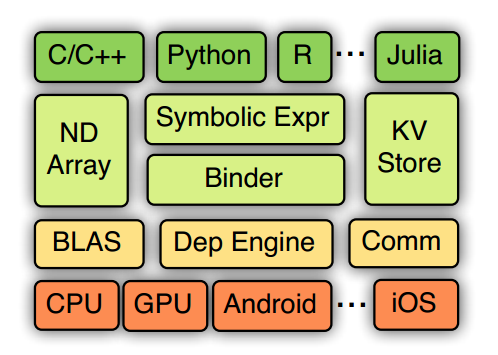 C/C++ Python R ... Julia
ND Array
Symbolic Expr
Binder
KV Store
BLAS Dep Engine Comm
CPU GPU Android ... iOS